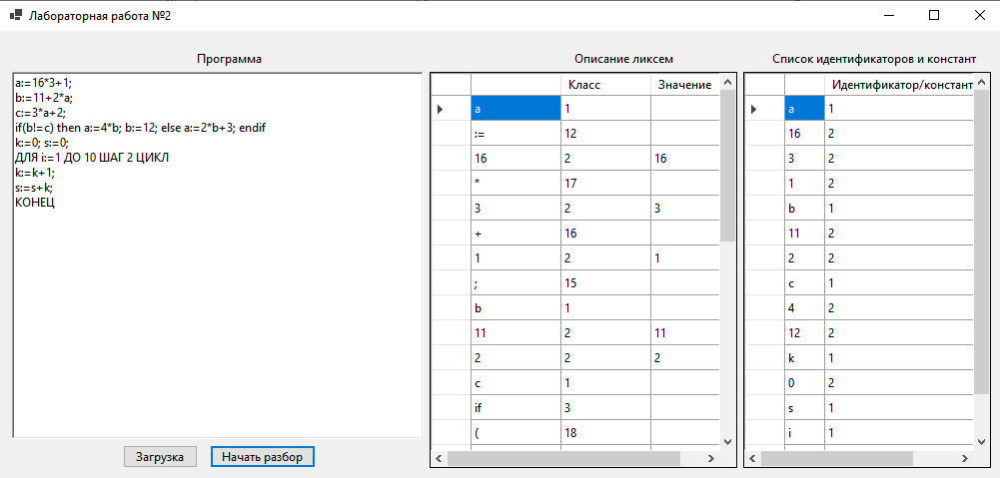 Лабораторная работа №2
Программа
a:=16*3+1;
b:=11+2*a;
c:=3*a+2;
if(b!=c) then a:=4*b; b:=12; else a:=2*b+3; endif
k:=0; s:=0;
ДЛЯ i:=1 ДО 10 ШАГ 2 ЦИКЛ
k:=k+1;
s:=s+k;
КОНЕЦ
Загрузка
Начать разбор
Описание ликсем
Класс Значение
a 1
:= 12
16 2 16
* 17
3 2 3
+ 16
1 2 1
; 15
b 1
11 2 11
2 2 2
c 1
if 3
( 18
Список идентификаторов и констант
Идентификатор/константа
a 1
16 2
3 2
1 2
b 1
11 2
2 2
c 1
4 2
12 2
k 1
0 2
s 1
i 1